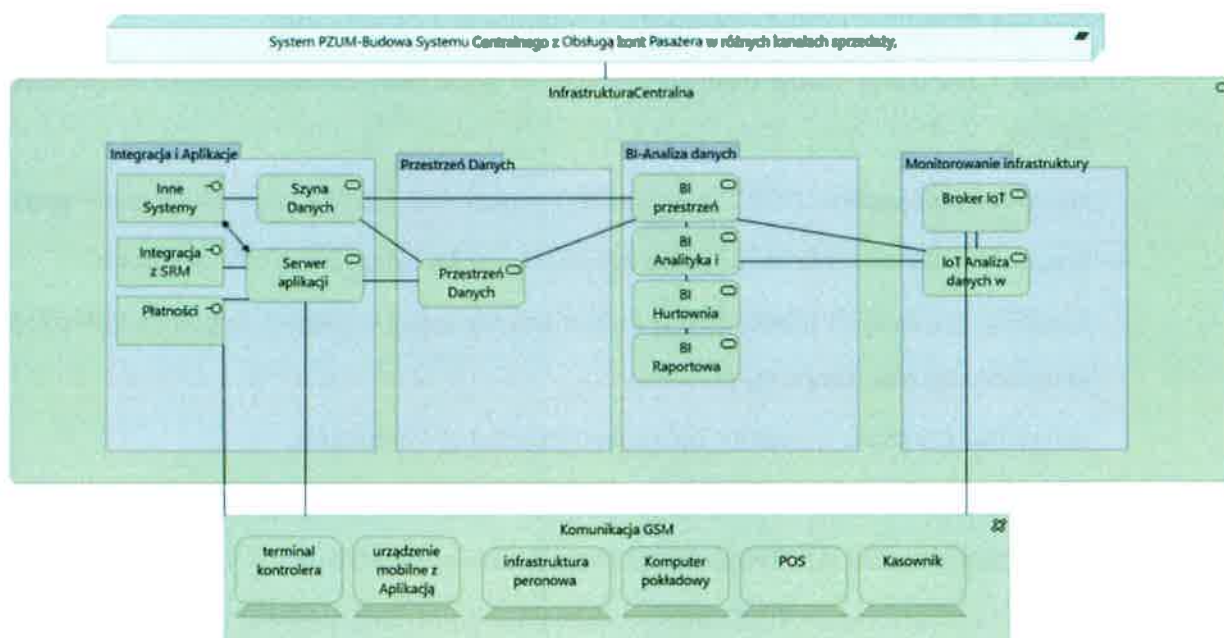 System PZUM-Budowa Systemu Centralnego z Obsługą kont Pasażera w różnych kanałach sprzedaży.
InfrastrukturaCentralna
Integracja i Aplikacje
Inne
Systemy
Szyna
Danych
Integracja
z SRM
Serwer
aplikacji
Płatności
Przestrzeń Danych
Przestrzeń
Danych
BI-Analiza danych
BI
przestrzeń
BI
Analityka i
BI
Hurtownia
BI
Raportowa
Monitorowanie infrastruktury
Broker IoT
IoT Analiza
danych w
Komunikacja GSM
terminal
kontrolera
urządzenie
mobilne z
Aplikacją
infrastruktura
peronowa
Komputer
pokładowy
POS
Kasownik